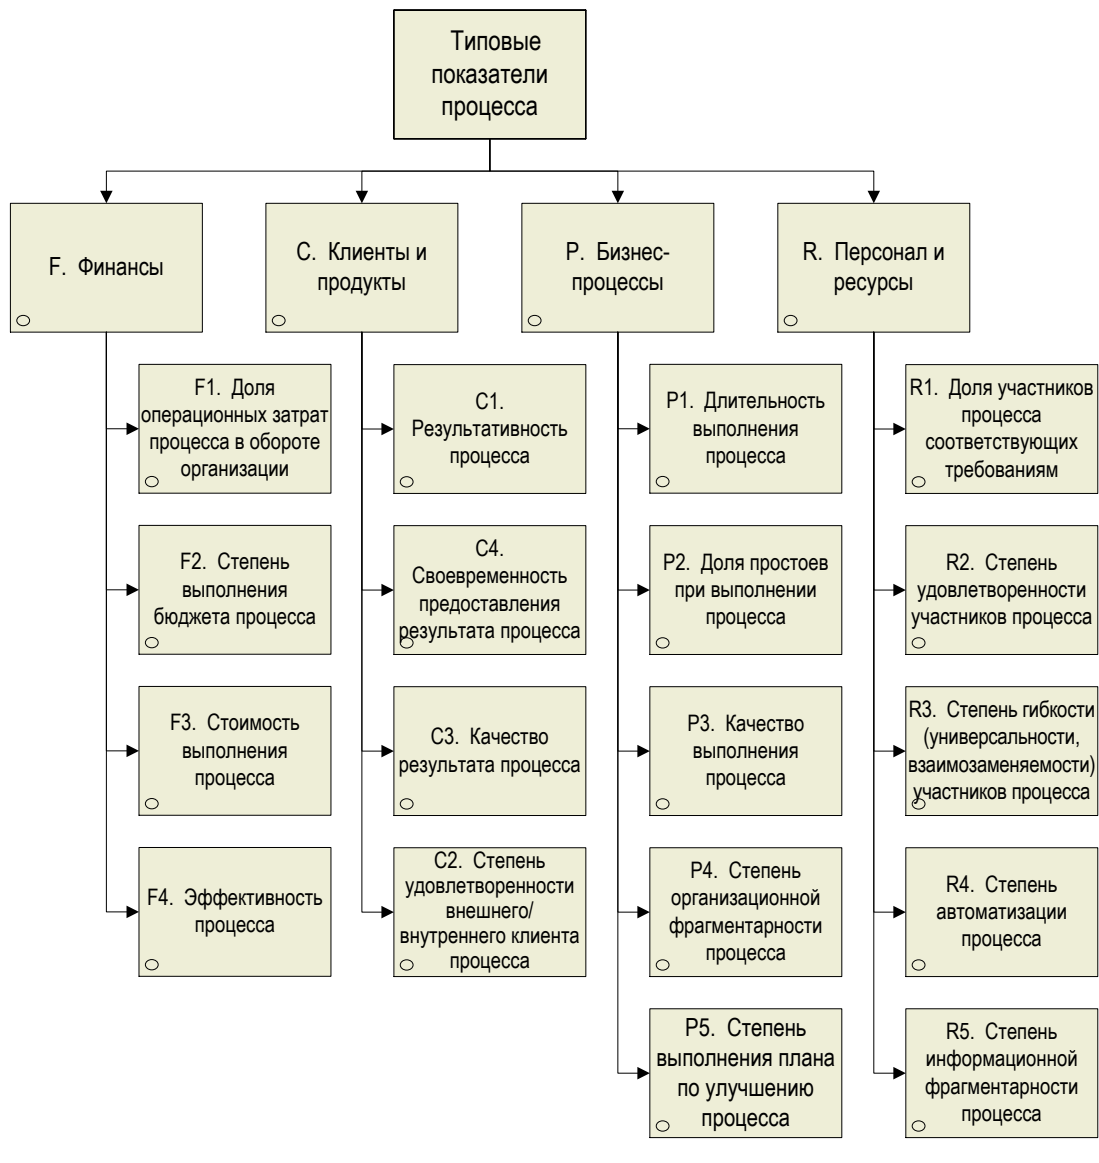 Типовые
показатели
процесса
F. Финансы
C. Клиенты и
продукты
P. Бизнес-
процессы
R. Персонал и
ресурсы
F1. Доля
операционных затрат
процесса в обороте
организации
F2. Степень
выполнения
бюджета процесса
F3. Стоимость
выполнения
процесса
F4. Эффективность
процесса
C1.
Результативность
процесса
C4.
Своевременность
предоставления
результата процесса
C3. Качество
результата процесса
C2. Степень
удовлетворенности
внешнего/
внутреннего клиента
процесса
P1. Длительность
выполнения
процесса
P2. Доля простоев
при выполнении
процесса
P3. Качество
выполнения
процесса
P4. Степень
организационной
фрагментарности
процесса
P5. Степень
выполнения плана
по улучшению
процесса
R1. Доля участников
процесса
соответствующих
требованиям
R2. Степень
удовлетворенности
участников процесса
R3. Степень гибкости
(универсальности,
взаимозаменяемости)
участников процесса
R4. Степень
автоматизации
процесса
R5. Степень
информационной
фрагментарности
процесса